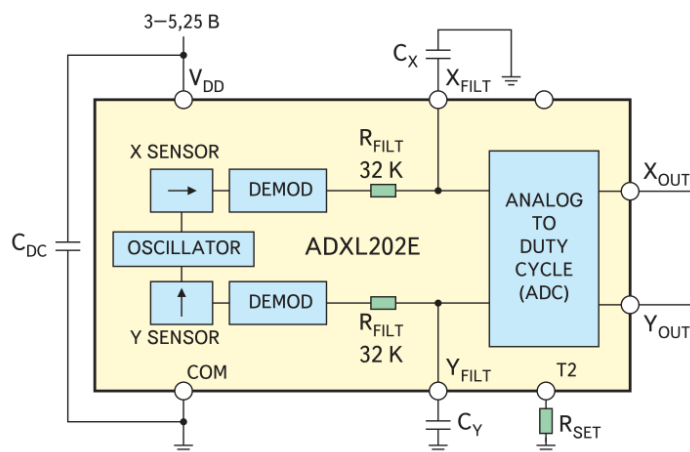 3–5,25 В
C_X
V_DD
X_FILT
X SENSOR
R_FILT
32 K
DEMOD
X_OUT
ANALOG
TO
DUTY
CYCLE
(ADC)
C_DC
OSCILLATOR
ADXL202E
DEMOD
Y SENSOR
R_FILT
32 K
Y_OUT
COM
Y_FILT
T2
C_Y
R_SET